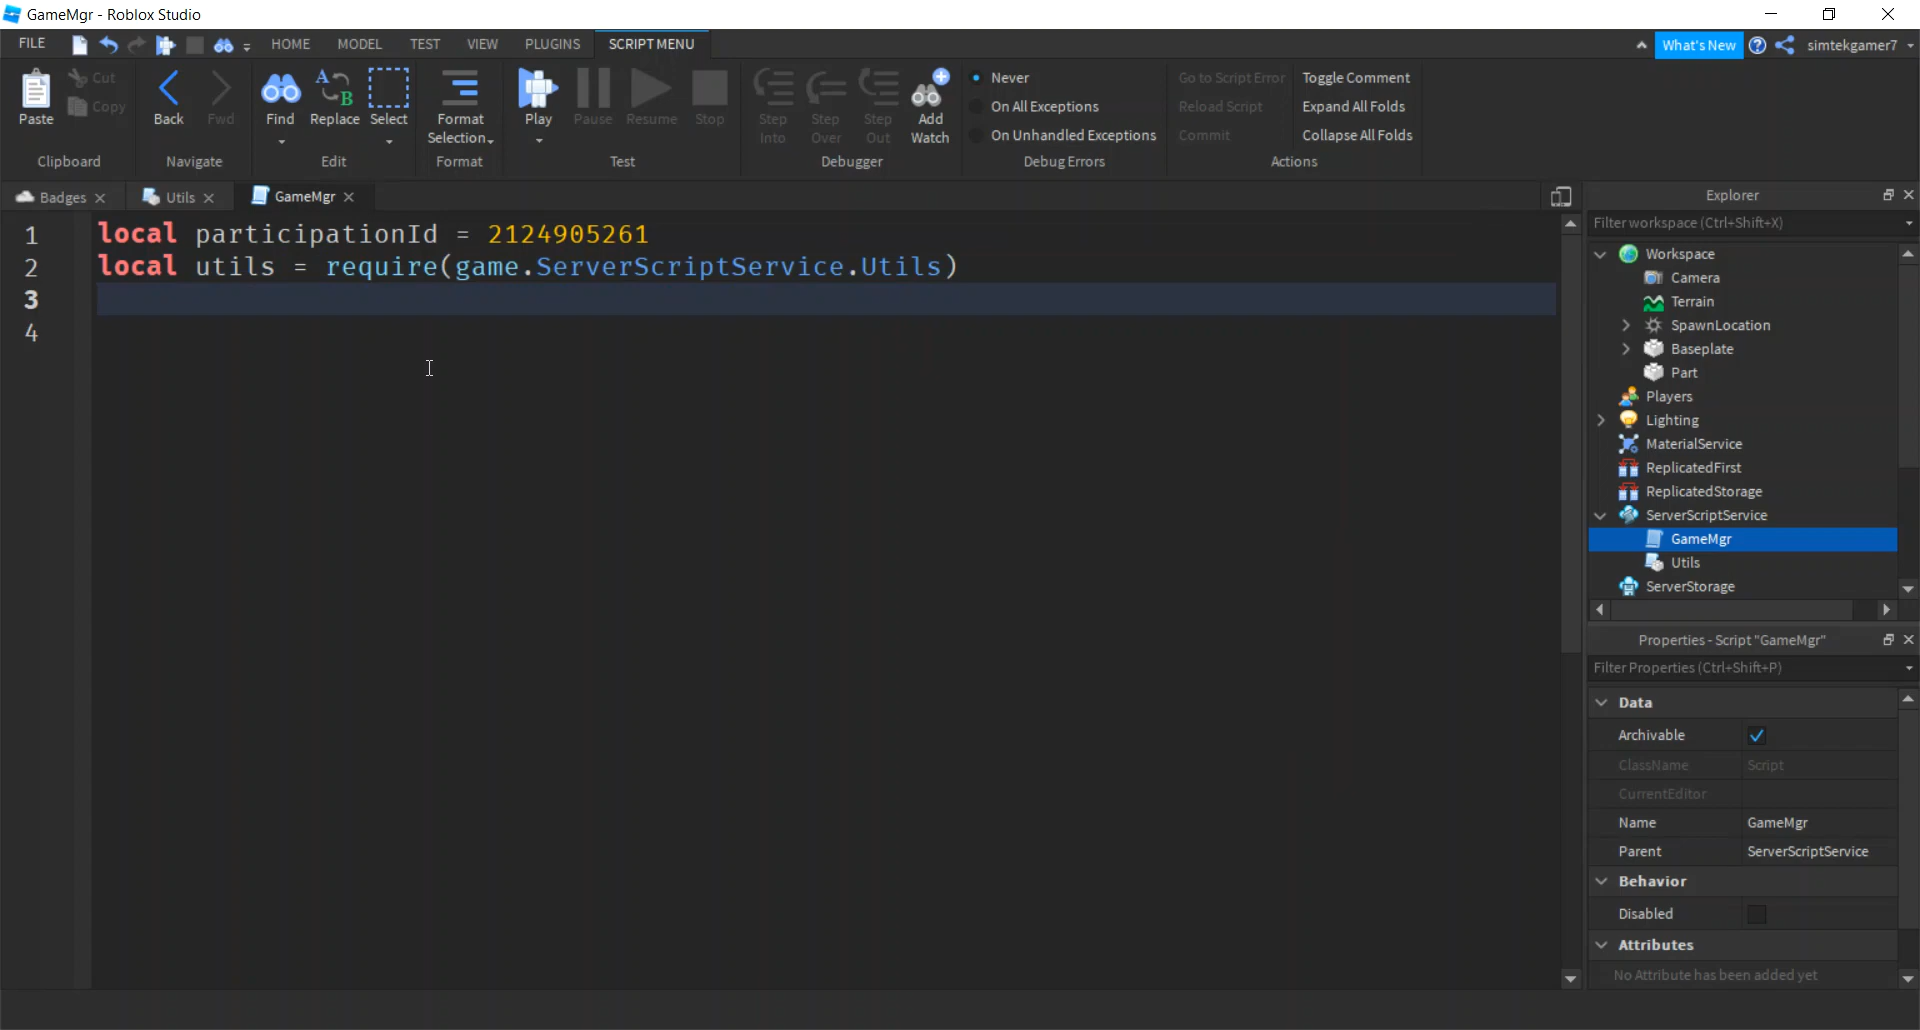 GameMgr - Roblox Studio
FILE HOME MODEL TEST VIEW PLUGINS SCRIPT MENU What's New simtekgamer7
Paste Cut Copy Clipboard
Back Fwd Navigate
Find Replace Select Edit
A B
Format Selection Format
Play Pause Resume Stop Test
Step Into Step Over Step Out Add Watch Debugger
Never
On All Exceptions
On Unhandled Exceptions
Debug Errors
Go to Script Error Toggle Comment
Reload Script Expand All Folds
Commit Collapse All Folds
Actions
Badges Utils GameMgr
1 local participationId = 2124905261
2 local utils = require(game.ServerScriptService.Utils)
3
4
Explorer
Filter workspace (Ctrl+Shift+X)
Workspace
Camera
Terrain
SpawnLocation
Baseplate
Part
Players
Lighting
MaterialService
ReplicatedFirst
ReplicatedStorage
ServerScriptService
GameMgr
Utils
ServerStorage
Properties - Script "GameMgr"
Filter Properties (Ctrl+Shift+P)
Data
Archivable
ClassName Script
CurrentEditor
Name GameMgr
Parent ServerScriptService
Behavior
Disabled
Attributes
No Attribute has been added yet